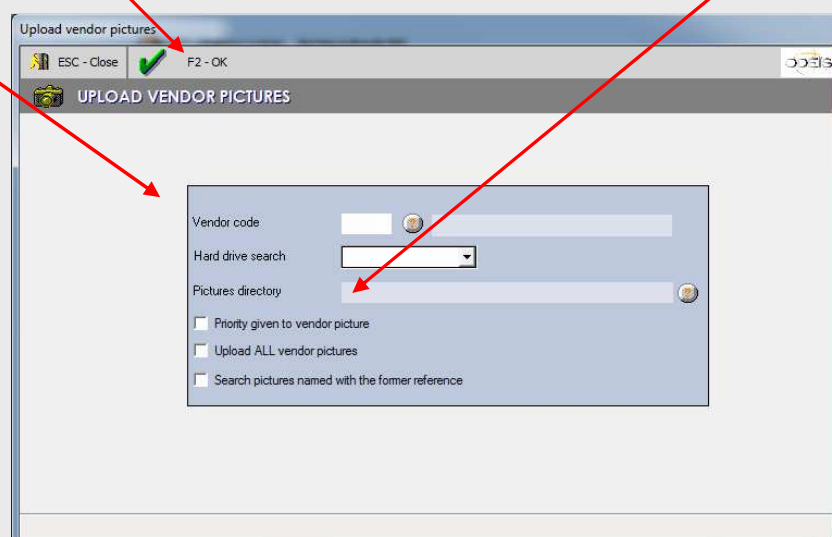 Upload vendor pictures
ESC - Close F2 - OK
UPLOAD VENDOR PICTURES
Vendor code
Hard drive search
Pictures directory
Priority given to vendor picture
Upload ALL vendor pictures
Search pictures named with the former reference